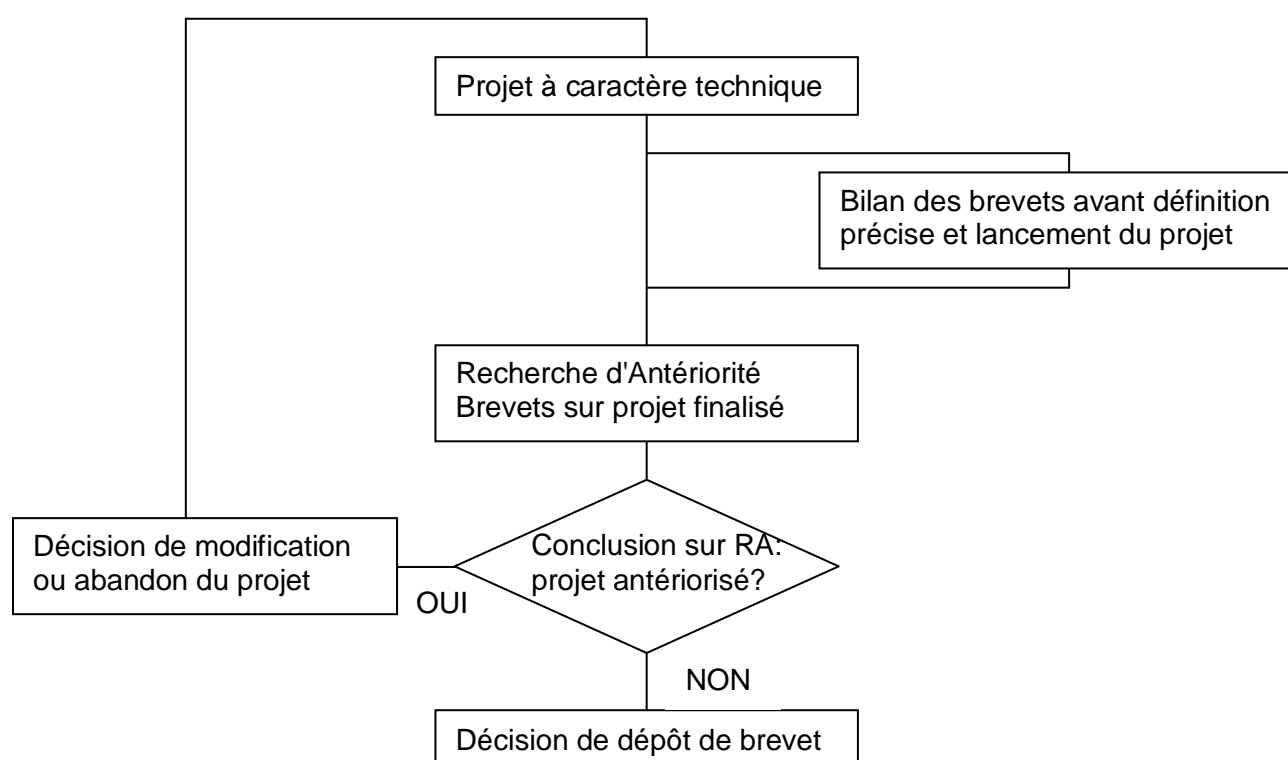 Projet à caractère technique
Bilan des brevets avant définition
précise et lancement du projet
Recherche d'Antériorité
Brevets sur projet finalisé
Conclusion sur RA:
projet antériorisé?
Décision de modification
ou abandon du projet
OUI
NON
Décision de dépôt de brevet